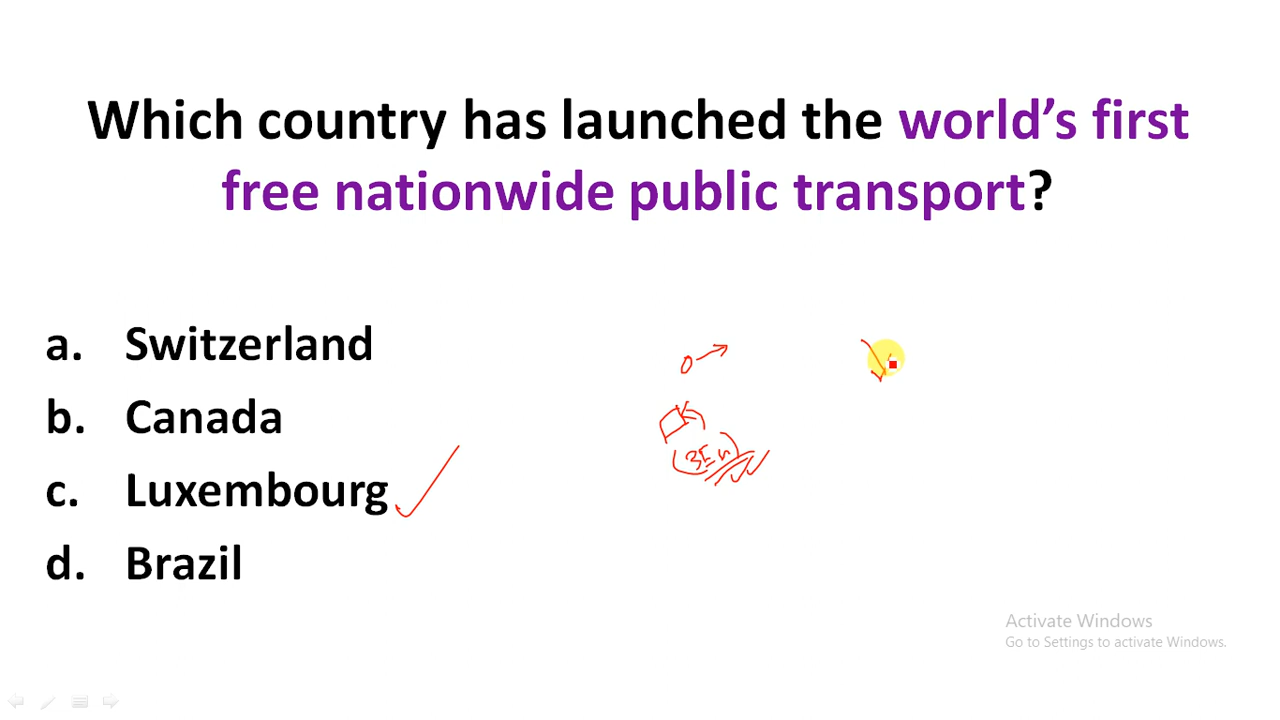 Which country has launched the world’s first
free nationwide public transport?
a. Switzerland
b. Canada
c. Luxembourg
d. Brazil
Activate Windows
Go to Settings to activate Windows.